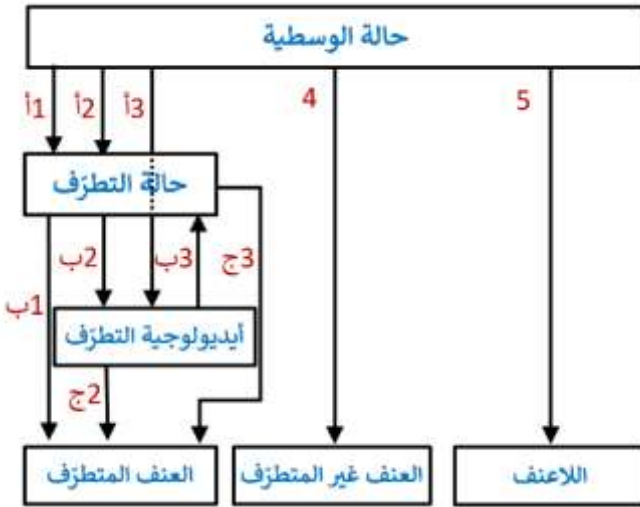 حالة الوسطية
أ1
أ2
أ3
4
5
حالة التطرّف
ب1
ب2
ب3
ج3
أيديولوجية التطرّف
ج2
العنف المتطرّف
العنف غير المتطرّف
اللاعنف